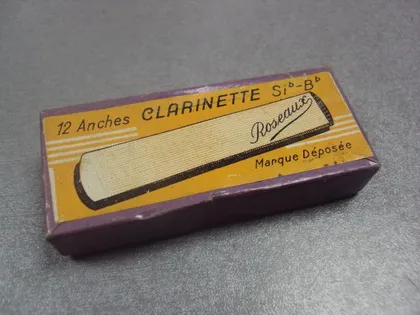 12 Anches CLARINETTE Si♭-B♭
Roseaux
Marque Déposée